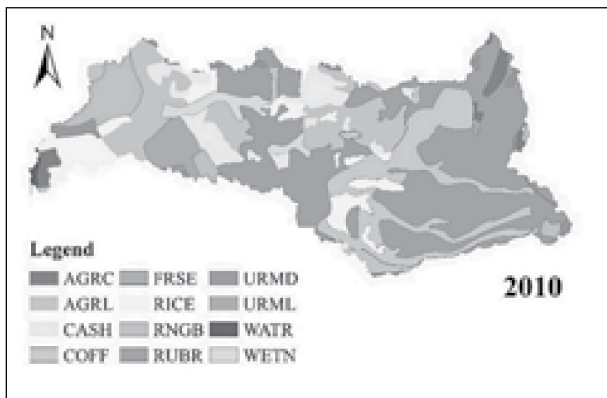 N
Legend
AGRC FRSE URMD
AGRL RICE URML
CASH RNGB WATR
COFF RUBR WETN
2010